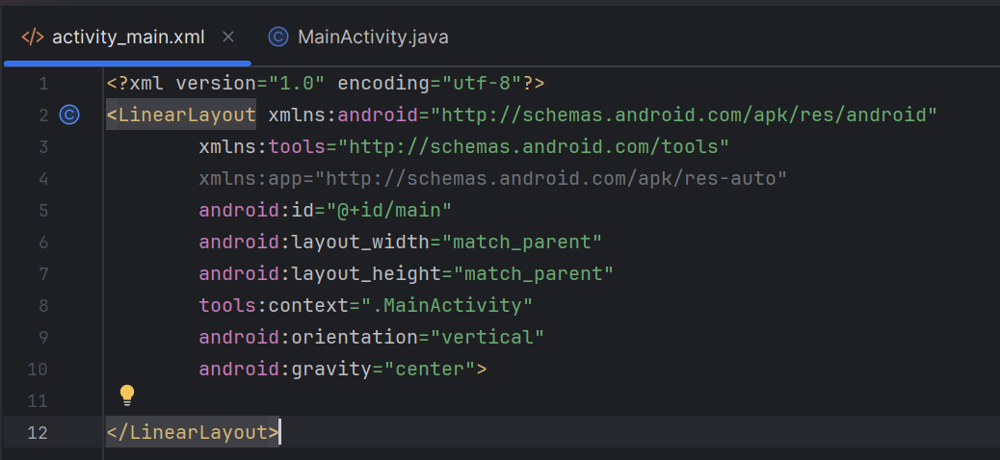 activity_main.xml
MainActivity.java
1 <?xml version="1.0" encoding="utf-8"?>
2 <LinearLayout xmlns:android="http://schemas.android.com/apk/res/android"
3 xmlns:tools="http://schemas.android.com/tools"
4 xmlns:app="http://schemas.android.com/apk/res-auto"
5 android:id="@+id/main"
6 android:layout_width="match_parent"
7 android:layout_height="match_parent"
8 tools:context=".MainActivity"
9 android:orientation="vertical"
10 android:gravity="center">
11
12 </LinearLayout>